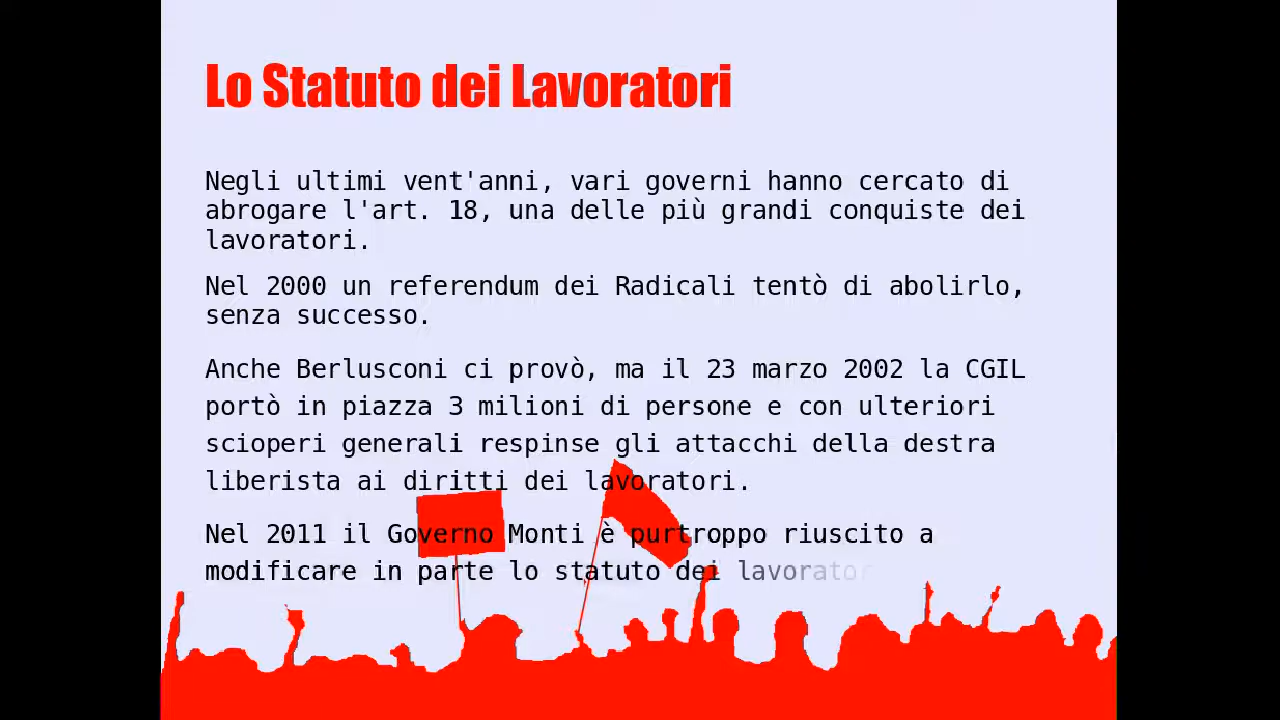 Lo Statuto dei Lavoratori
Negli ultimi vent'anni, vari governi hanno cercato di
abrogare l'art. 18, una delle più grandi conquiste dei
lavoratori.
Nel 2000 un referendum dei Radicali tentò di abolirlo,
senza successo.
Anche Berlusconi ci provò, ma il 23 marzo 2002 la CGIL
portò in piazza 3 milioni di persone e con ulteriori
scioperi generali respinse gli attacchi della destra
liberista ai diritti dei lavoratori.
Nel 2011 il Governo Monti è purtroppo riuscito a
modificare in parte lo statuto dei lavorator